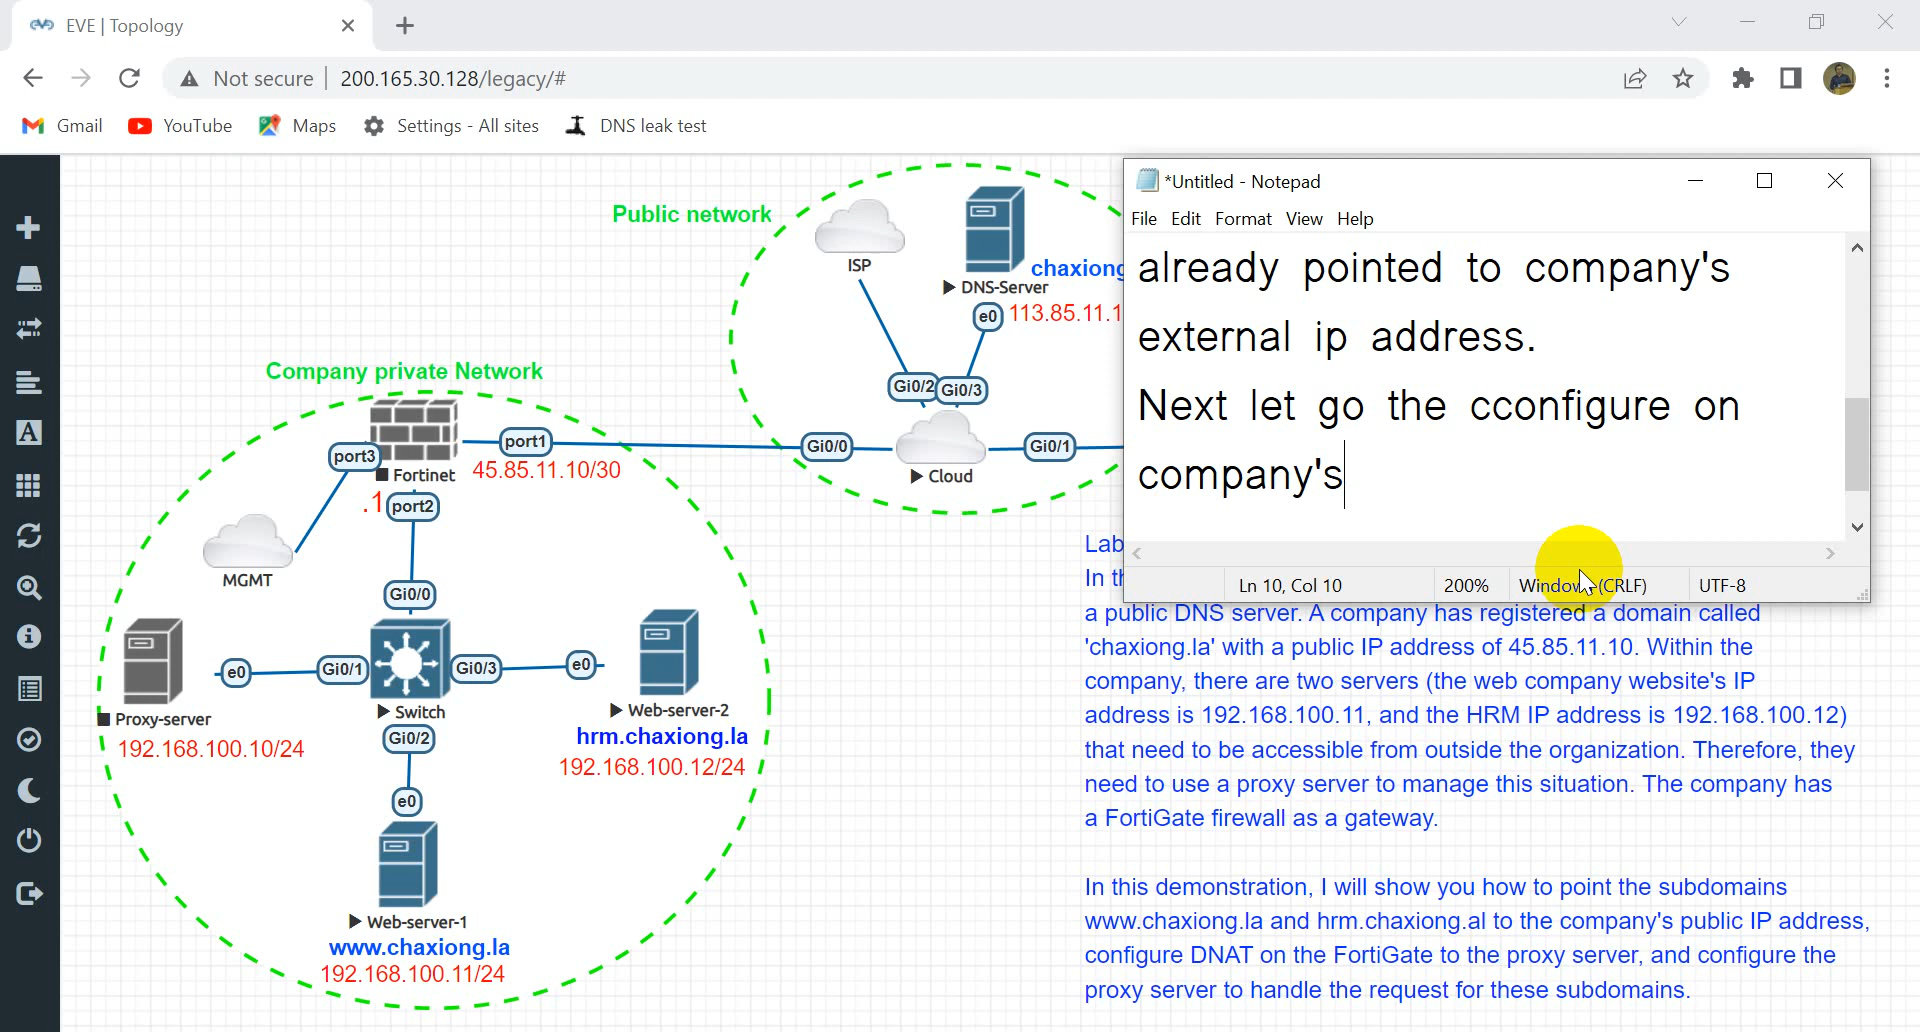 EVE | Topology
Not secure
200.165.30.128/legacy/#
Gmail
YouTube
Maps
Settings - All sites
DNS leak test
*Untitled - Notepad
File Edit Format View Help
already pointed to company's
external ip address.
Next let go the cconfigure on
company's
Ln 10, Col 10
200%
Windows (CRLF)
UTF-8
Public network
ISP
chaxiong
DNS-Server
e0
113.85.11.1
Gi0/2
Gi0/3
Gi0/0
Gi0/1
Cloud
Company private Network
port3
port1
Fortinet
45.85.11.10/30
.1
port2
MGMT
Gi0/0
e0
Gi0/1
Gi0/3
e0
Proxy-server
192.168.100.10/24
Switch
Gi0/2
Web-server-2
hrm.chaxiong.la
192.168.100.12/24
e0
Web-server-1
www.chaxiong.la
192.168.100.11/24
Lab
In th
a public DNS server. A company has registered a domain called
'chaxiong.la' with a public IP address of 45.85.11.10. Within the
company, there are two servers (the web company website's IP
address is 192.168.100.11, and the HRM IP address is 192.168.100.12)
that need to be accessible from outside the organization. Therefore, they
need to use a proxy server to manage this situation. The company has
a FortiGate firewall as a gateway.
In this demonstration, I will show you how to point the subdomains
www.chaxiong.la and hrm.chaxiong.al to the company's public IP address,
configure DNAT on the FortiGate to the proxy server, and configure the
proxy server to handle the request for these subdomains.